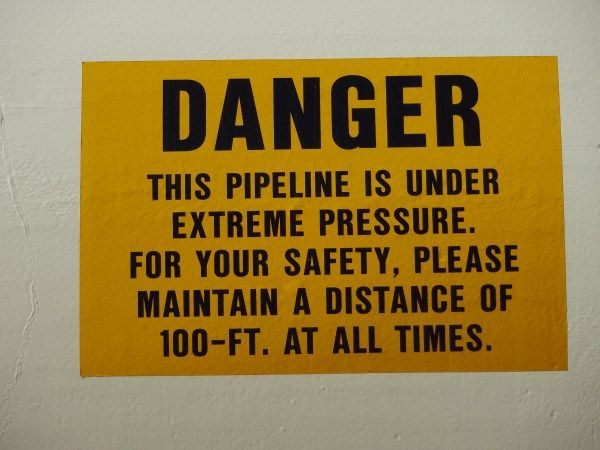 DANGER
THIS PIPELINE IS UNDER
EXTREME PRESSURE.
FOR YOUR SAFETY, PLEASE
MAINTAIN A DISTANCE OF
100-FT. AT ALL TIMES.